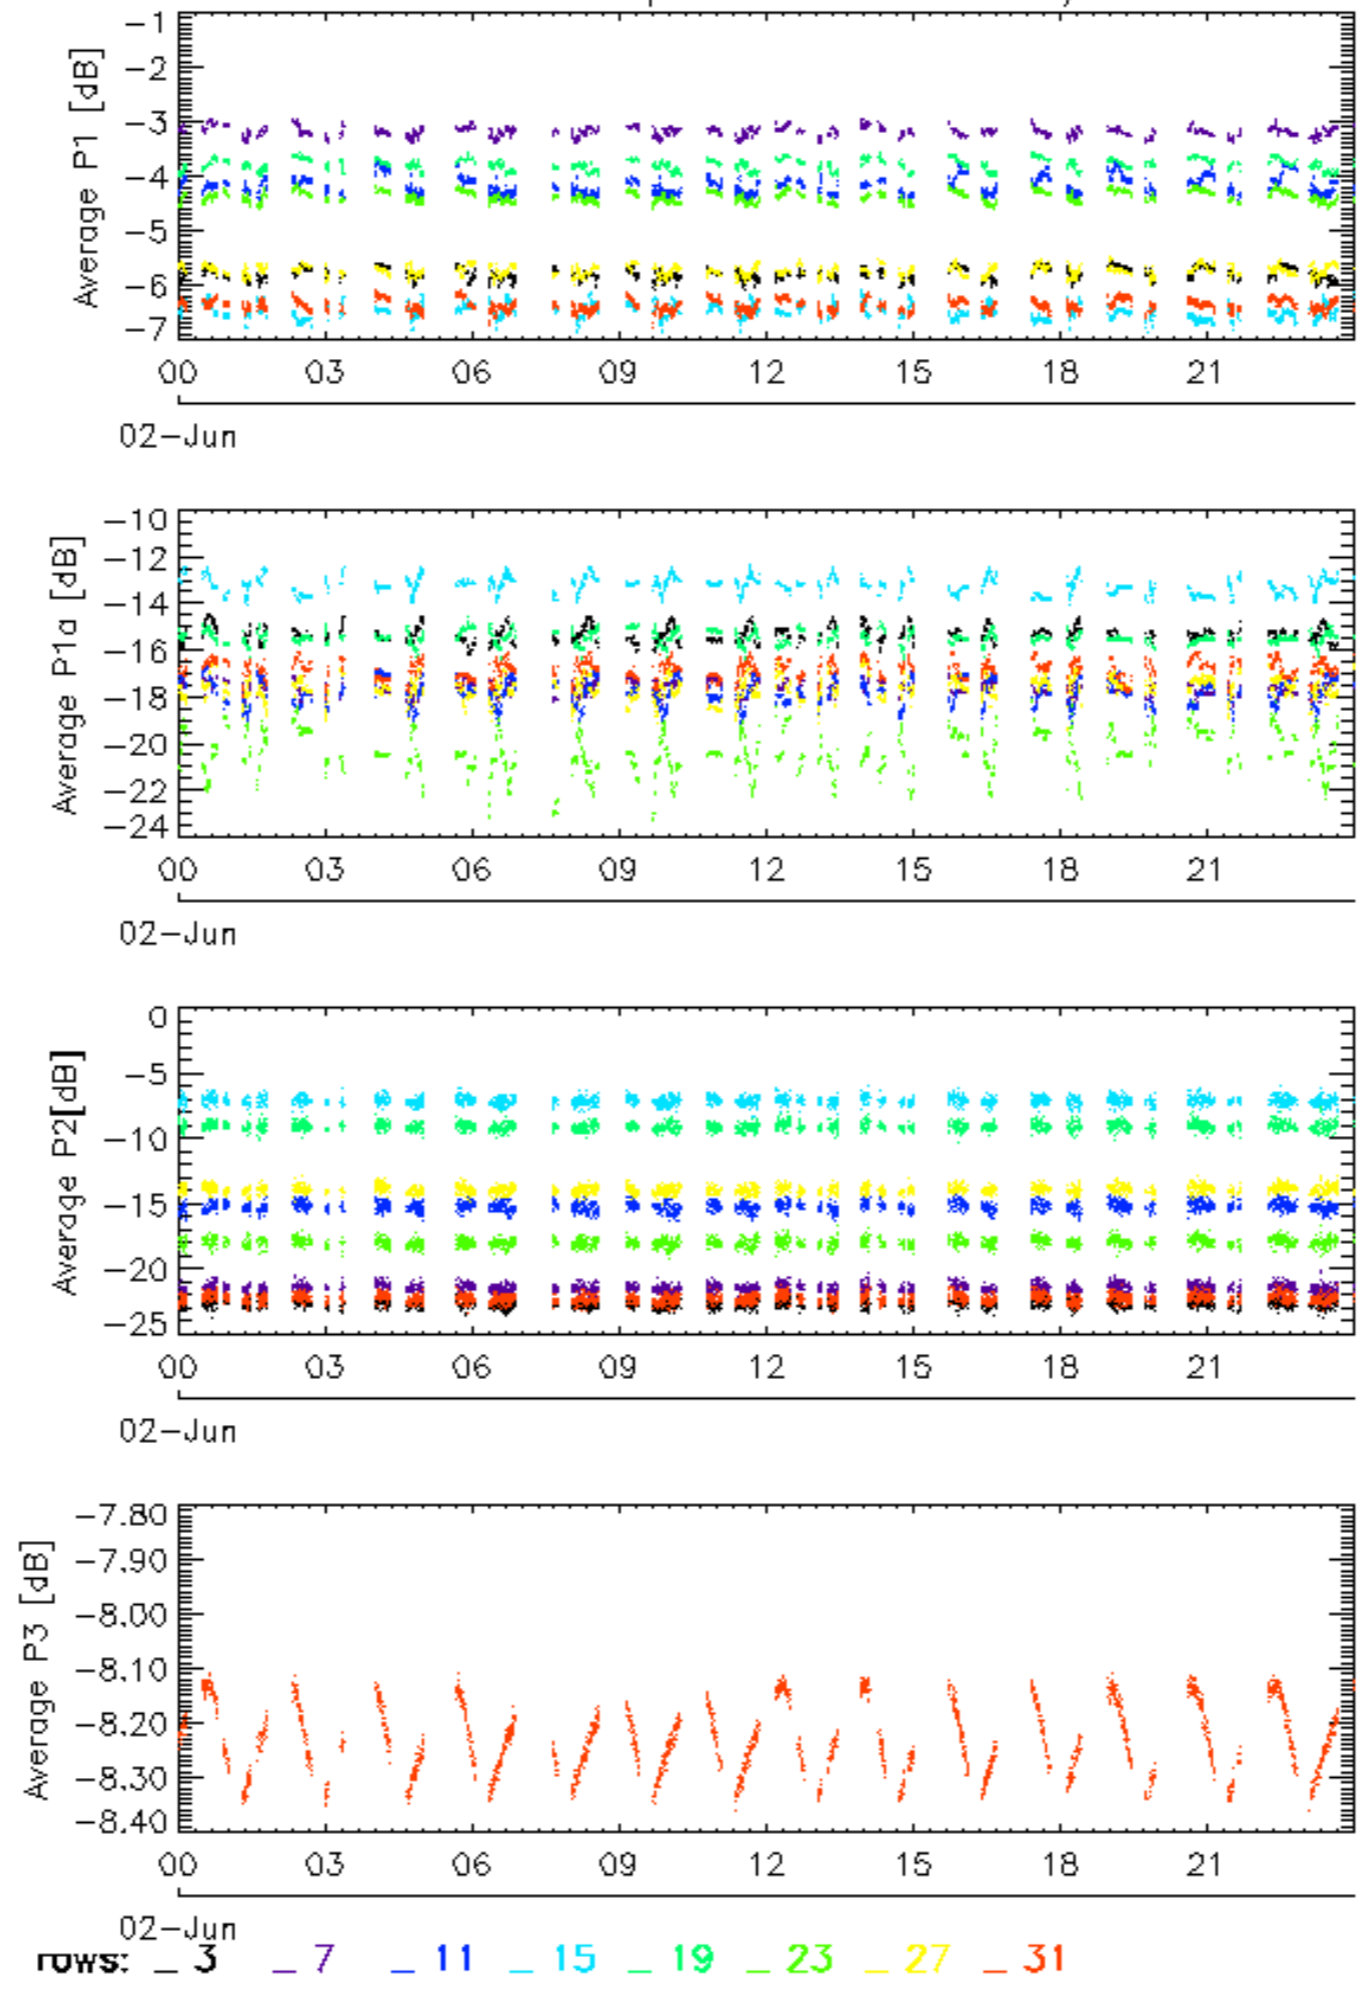 -1
-2
-3
-4
-5
-6
-7
Average P1 [dB]
00 03 06 09 12 15 18 21
02-Jun
-10
-12
-14
-16
-18
-20
-22
-24
Average P1a [dB]
00 03 06 09 12 15 18 21
02-Jun
0
-5
-10
-15
-20
-25
Average P2[dB]
00 03 06 09 12 15 18 21
02-Jun
-7.80
-7.90
-8.00
-8.10
-8.20
-8.30
-8.40
Average P3 [dB]
00 03 06 09 12 15 18 21
02-Jun
rows: _ 3 _ 7 _ 11 _ 15 _ 19 _ 23 _ 27 _ 31